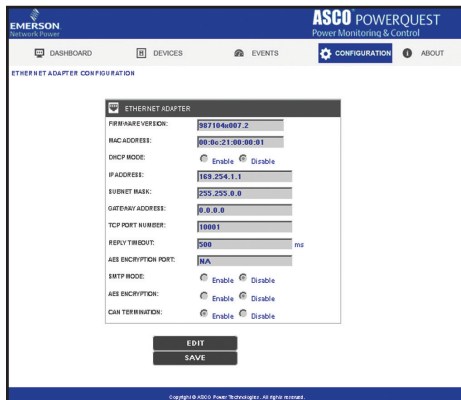 EMERSON
Network Power
ASCO® POWERQUEST
Power Monitoring & Control
DASHBOARD
DEVICES
EVENTS
CONFIGURATION
ABOUT
ETHERNET ADAPTER CONFIGURATION
ETHERNET ADAPTER
FIRMWARE VERSION: 987104x007.2
MAC ADDRESS: 00:0c:21:00:00:01
DHCP MODE: Enable Disable
IP ADDRESS: 169.254.1.1
SUBNET MASK: 255.255.0.0
GATEWAY ADDRESS: 0.0.0.0
TCP PORT NUMBER: 10001
REPLY TIMEOUT: 500 ms
AES ENCRYPTION PORT: NA
SMTP MODE: Enable Disable
AES ENCRYPTION: Enable Disable
CAN TERMINATION: Enable Disable
EDIT
SAVE
Copyright © ASCO Power Technologies. All rights reserved.